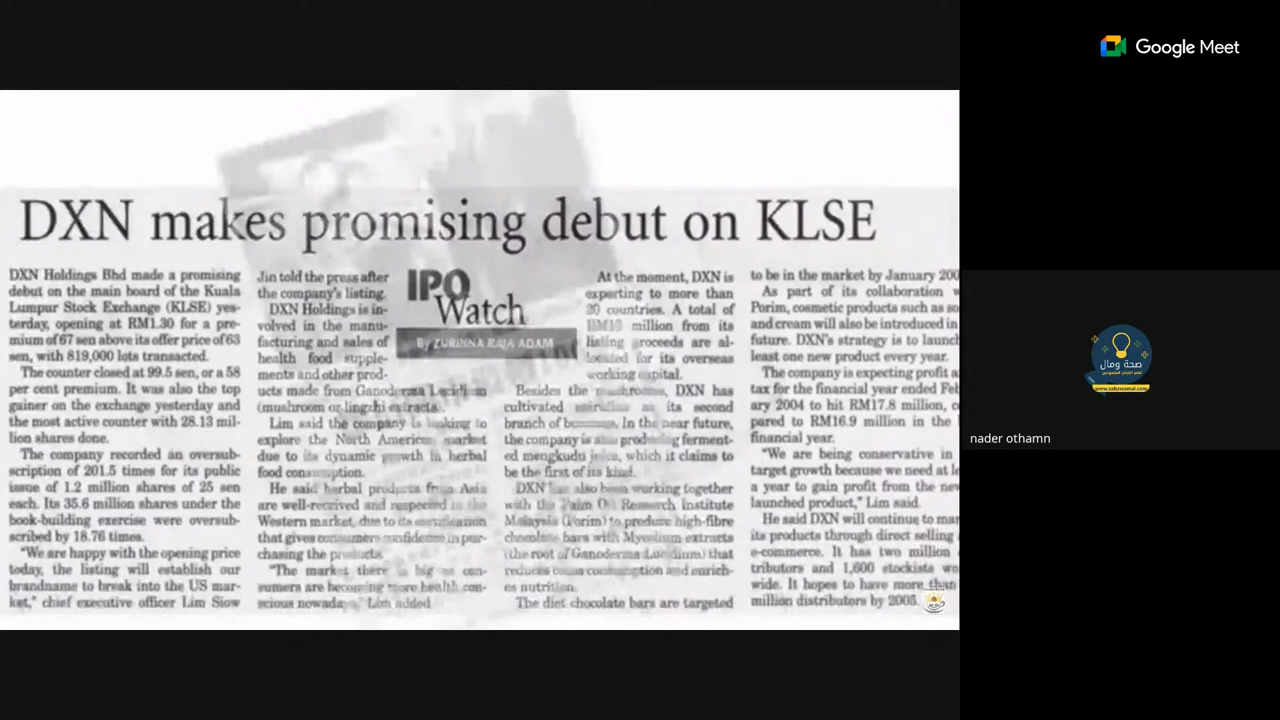 Google Meet
DXN makes promising debut on KLSE
DXN Holdings Bhd made a promising
debut on the main board of the Kuala
Lumpur Stock Exchange (KLSE) yes-
terday, opening at RM1.30 for a pre-
mium of 67 sen above its offer price of 63
sen, with 819,000 lots transacted.
The counter closed at 99.5 sen, or a 58
per cent premium. It was also the top
gainer on the exchange yesterday and
the most active counter with 28.13 mil-
lion shares done.
The company recorded an oversub-
scription of 201.5 times for its public
issue of 1.2 million shares of 25 sen
each. Its 35.6 million shares under the
book-building exercise were oversub-
scribed by 18.76 times.
"We are happy with the opening price
today, the listing will establish our
brandname to break into the US mar-
ket," chief executive officer Lim Siow
Jin told the press after
the company's listing.
DXN Holdings is in-
volved in the manu-
facturing and sales of
health food supple-
ments and other prod-
ucts made from Ganoderma Lucidium
(mushroom or lingzhi extracts).
Lim said the company is looking to
explore the North American market
due to its dynamic growth in herbal
food consumption.
He said herbal products from Asia
are well-received and respected in the
Western market, due to its certification
that gives consumers confidence in pur-
chasing the products.
"The market there is big as con-
sumers are becoming more health con-
scious nowadays," Lim added.
IPO
Watch
By ZURINNA RAJA ADAM
At the moment, DXN is
exporting to more than
20 countries. A total of
million from its
listing proceeds are al-
located for its overseas
working capital.
Besides the mushrooms, DXN has
cultivated spirulina as its second
branch of business. In the near future,
the company is also producing ferment-
ed mengkudu juice, which it claims to
be the first of its kind.
DXN has also been working together
with the Palm Oil Research Institute
Malaysia (Porim) to produce high-fibre
chocolate bars with Mycelium extracts
(the root of Ganoderma Lucidium) that
reduces cocoa consumption and enrich-
es nutrition.
The diet chocolate bars are targeted
to be in the market by January 200
As part of its collaboration w
Porim, cosmetic products such as so
and cream will also be introduced in
future. DXN's strategy is to launch
least one new product every year.
The company is expecting profit a
tax for the financial year ended Feb
ary 2004 to hit RM17.8 million, co
pared to RM16.9 million in the l
financial year.
"We are being conservative in
target growth because we need at le
a year to gain profit from the new
launched product," Lim said.
He said DXN will continue to mar
its products through direct selling
e-commerce. It has two million
tributors and 1,600 stockists wo
wide. It hopes to have more than
million distributors by 2005.
صحة ومال
www.sahawamal.com
nader othamn